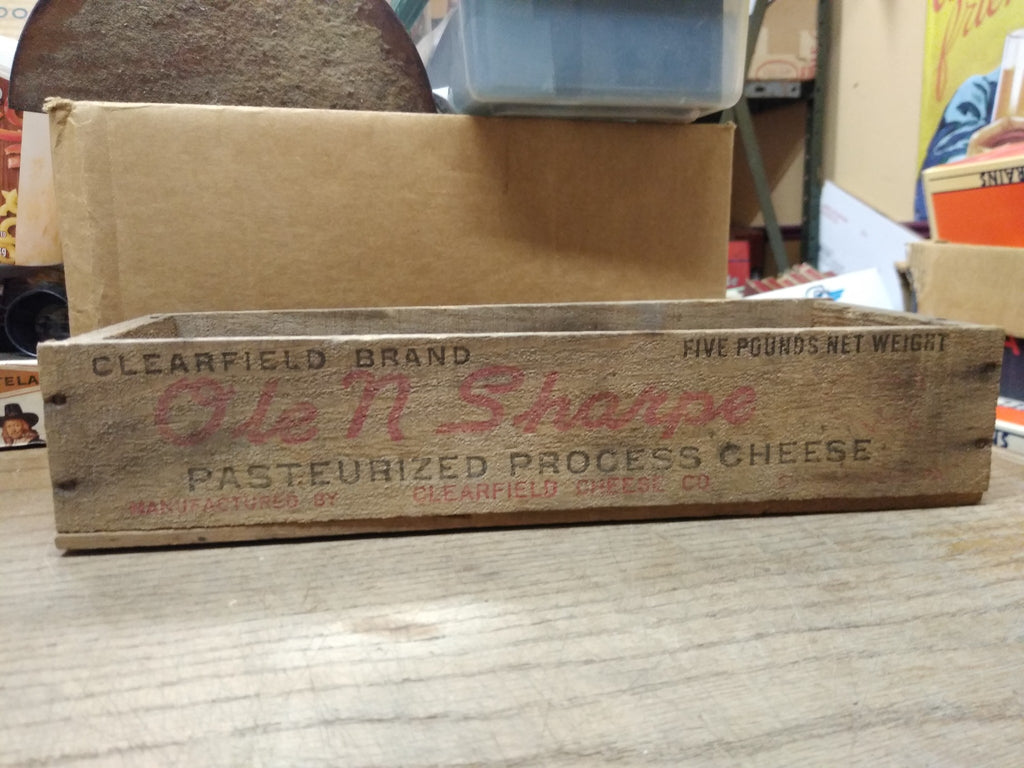 CLEARFIELD BRAND
FIVE POUNDS NET WEIGHT
Ole N Sharpe
PASTEURIZED PROCESS CHEESE
MANUFACTURED BY CLEARFIELD CHEESE CO